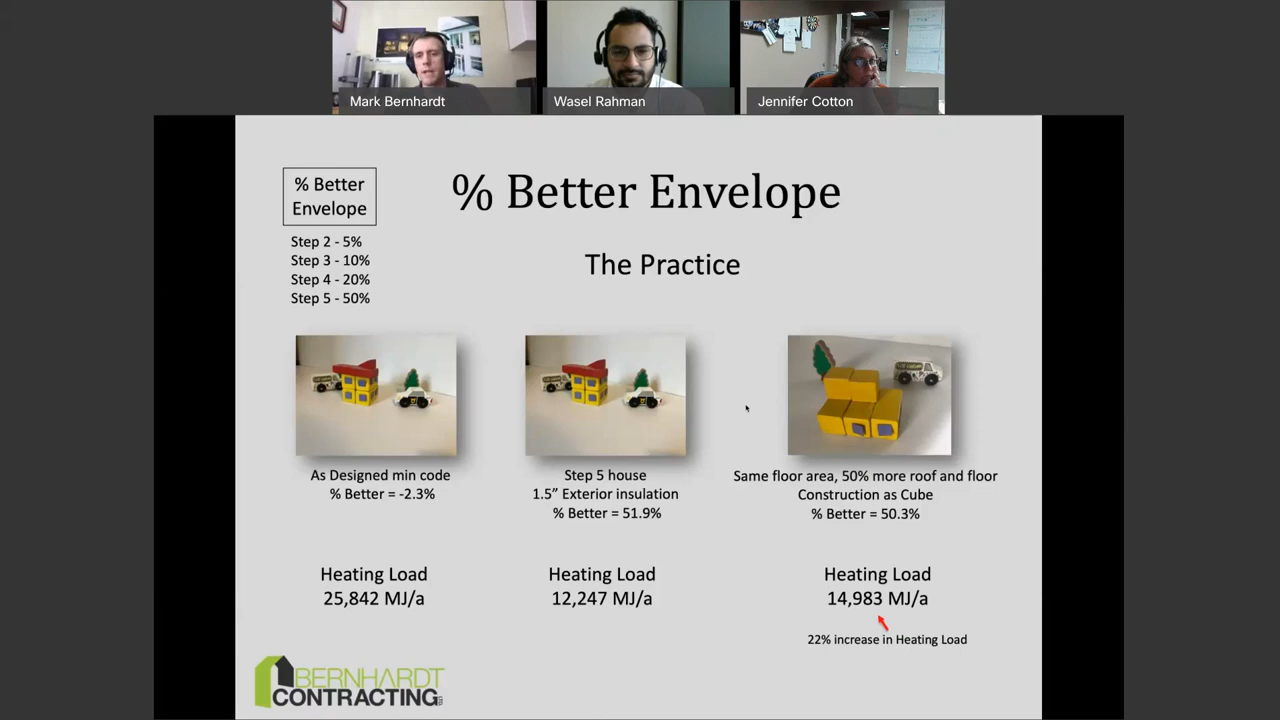 Mark Bernhardt
Wasel Rahman
Jennifer Cotton
% Better
Envelope
% Better Envelope
The Practice
Step 2 - 5%
Step 3 - 10%
Step 4 - 20%
Step 5 - 50%
As Designed min code
% Better = -2.3%
Step 5 house
1.5” Exterior insulation
% Better = 51.9%
Same floor area, 50% more roof and floor
Construction as Cube
% Better = 50.3%
Heating Load
25,842 MJ/a
Heating Load
12,247 MJ/a
Heating Load
14,983 MJ/a
22% increase in Heating Load
BERNHARDT
CONTRACTING